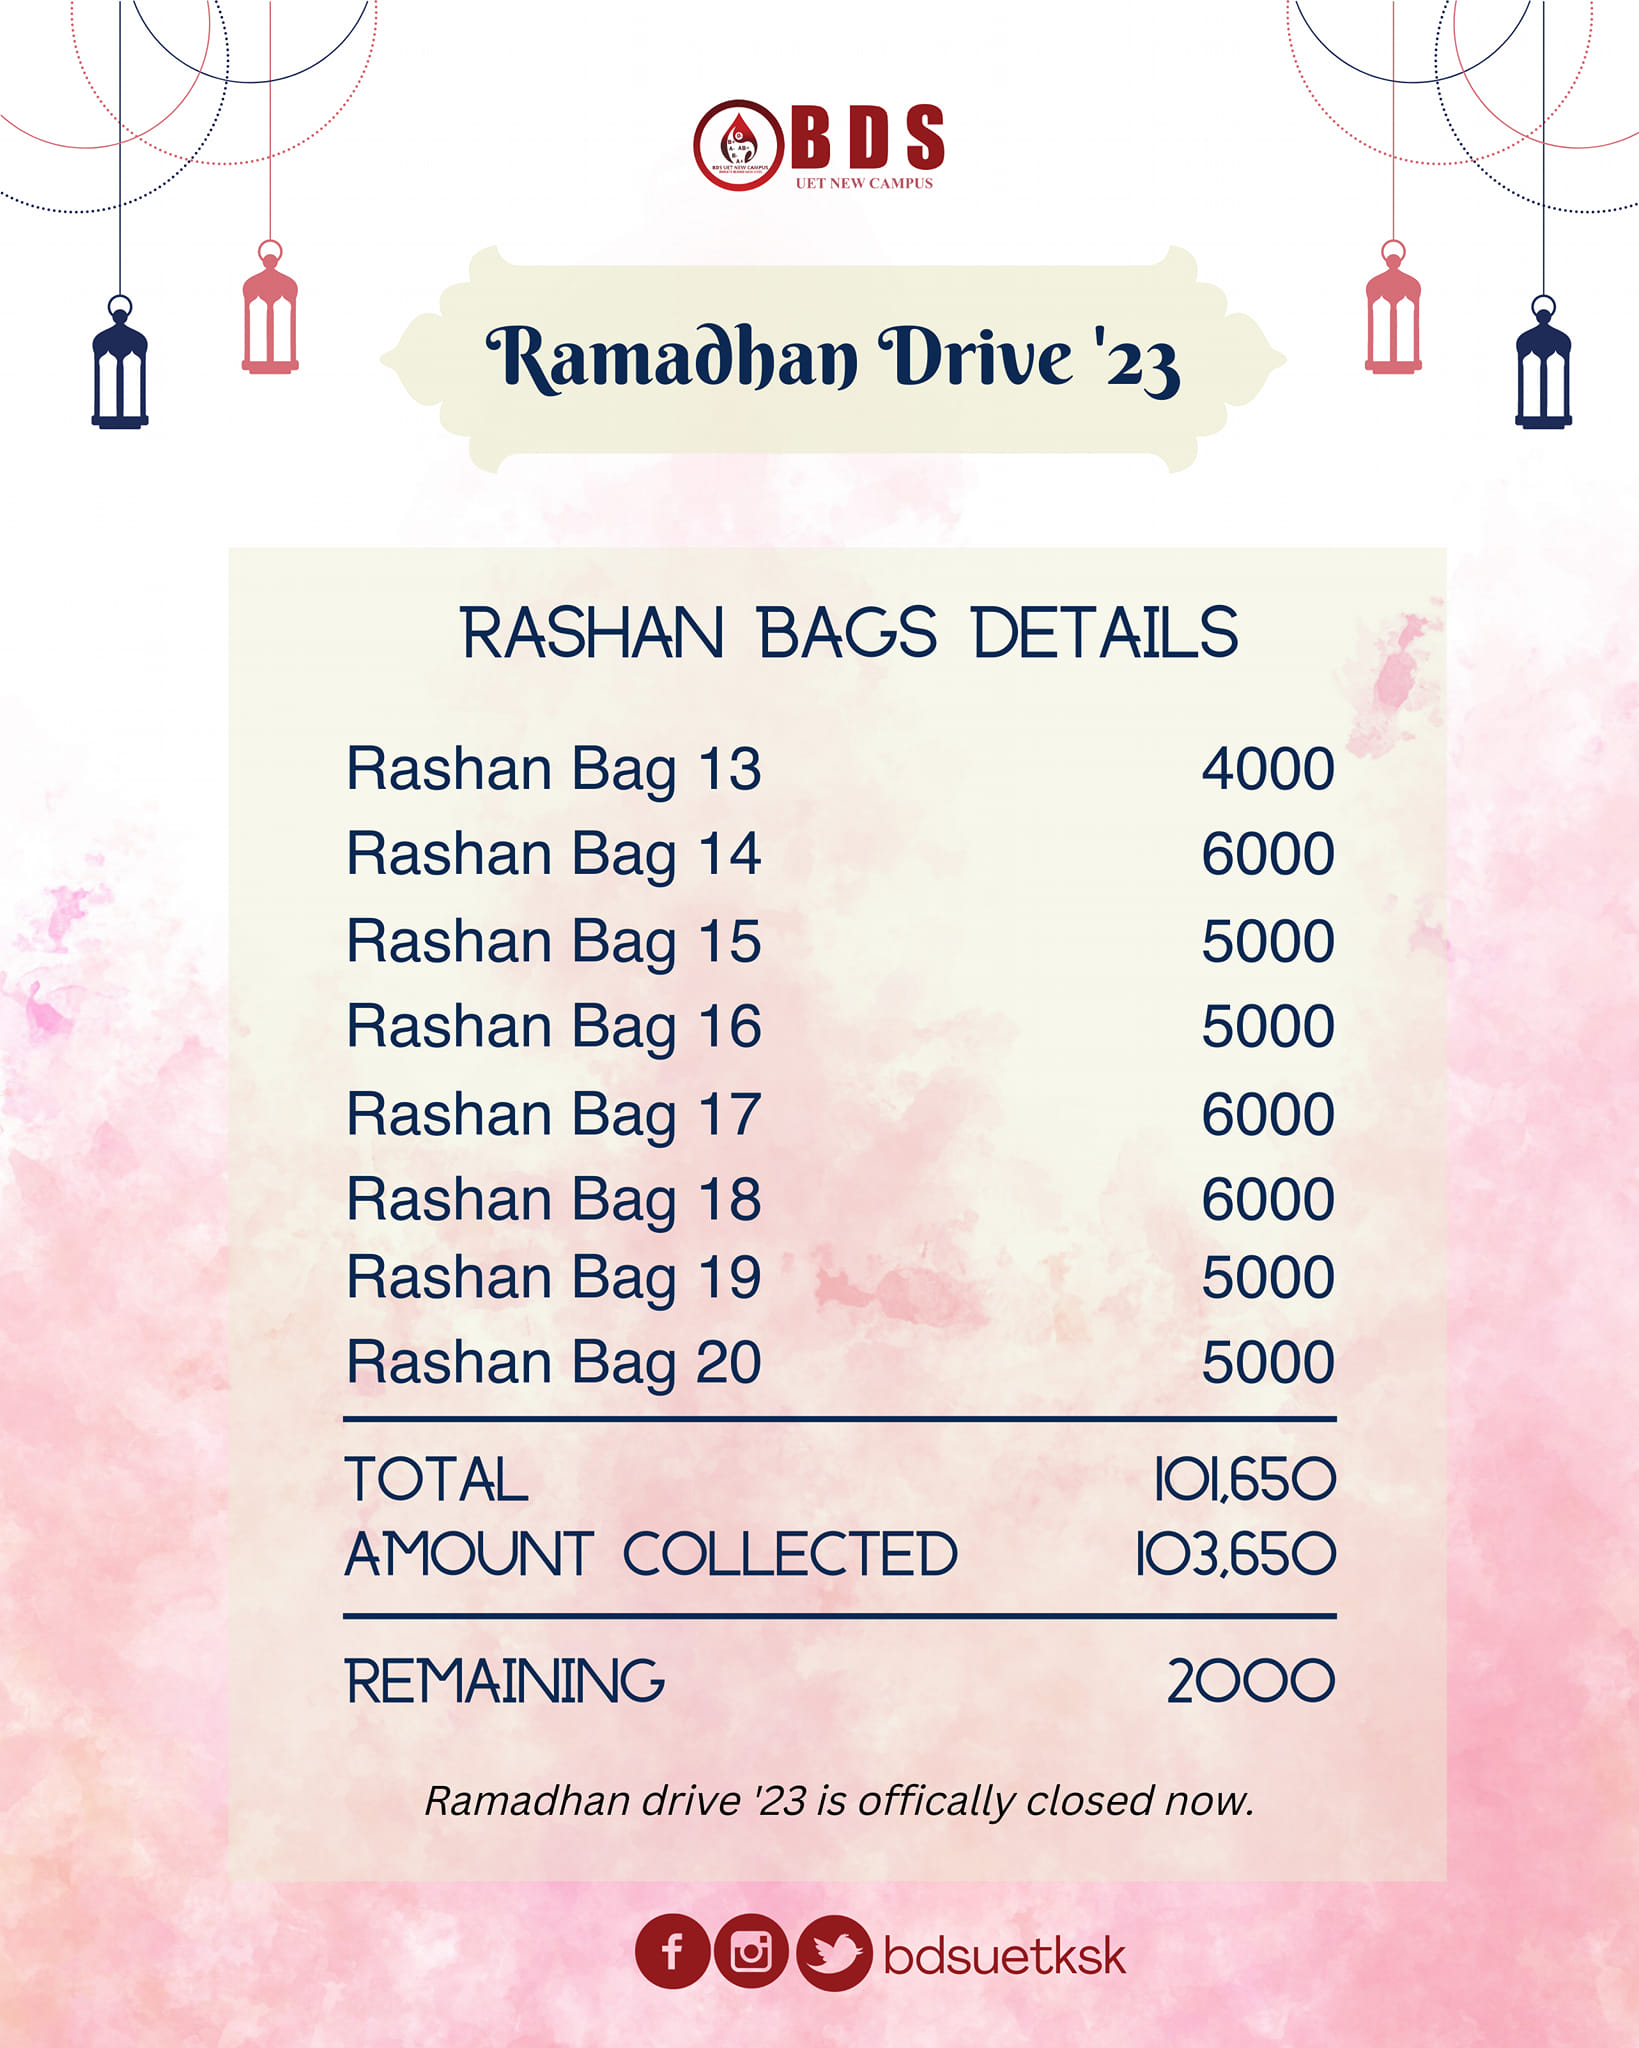 BDS
UET NEW CAMPUS
Ramadhan Drive '23
RASHAN BAGS DETAILS
Rashan Bag 13 4000
Rashan Bag 14 6000
Rashan Bag 15 5000
Rashan Bag 16 5000
Rashan Bag 17 6000
Rashan Bag 18 6000
Rashan Bag 19 5000
Rashan Bag 20 5000
TOTAL 101,650
AMOUNT COLLECTED 103,650
REMAINING 2000
Ramadhan drive '23 is offically closed now.
bdsuetksk